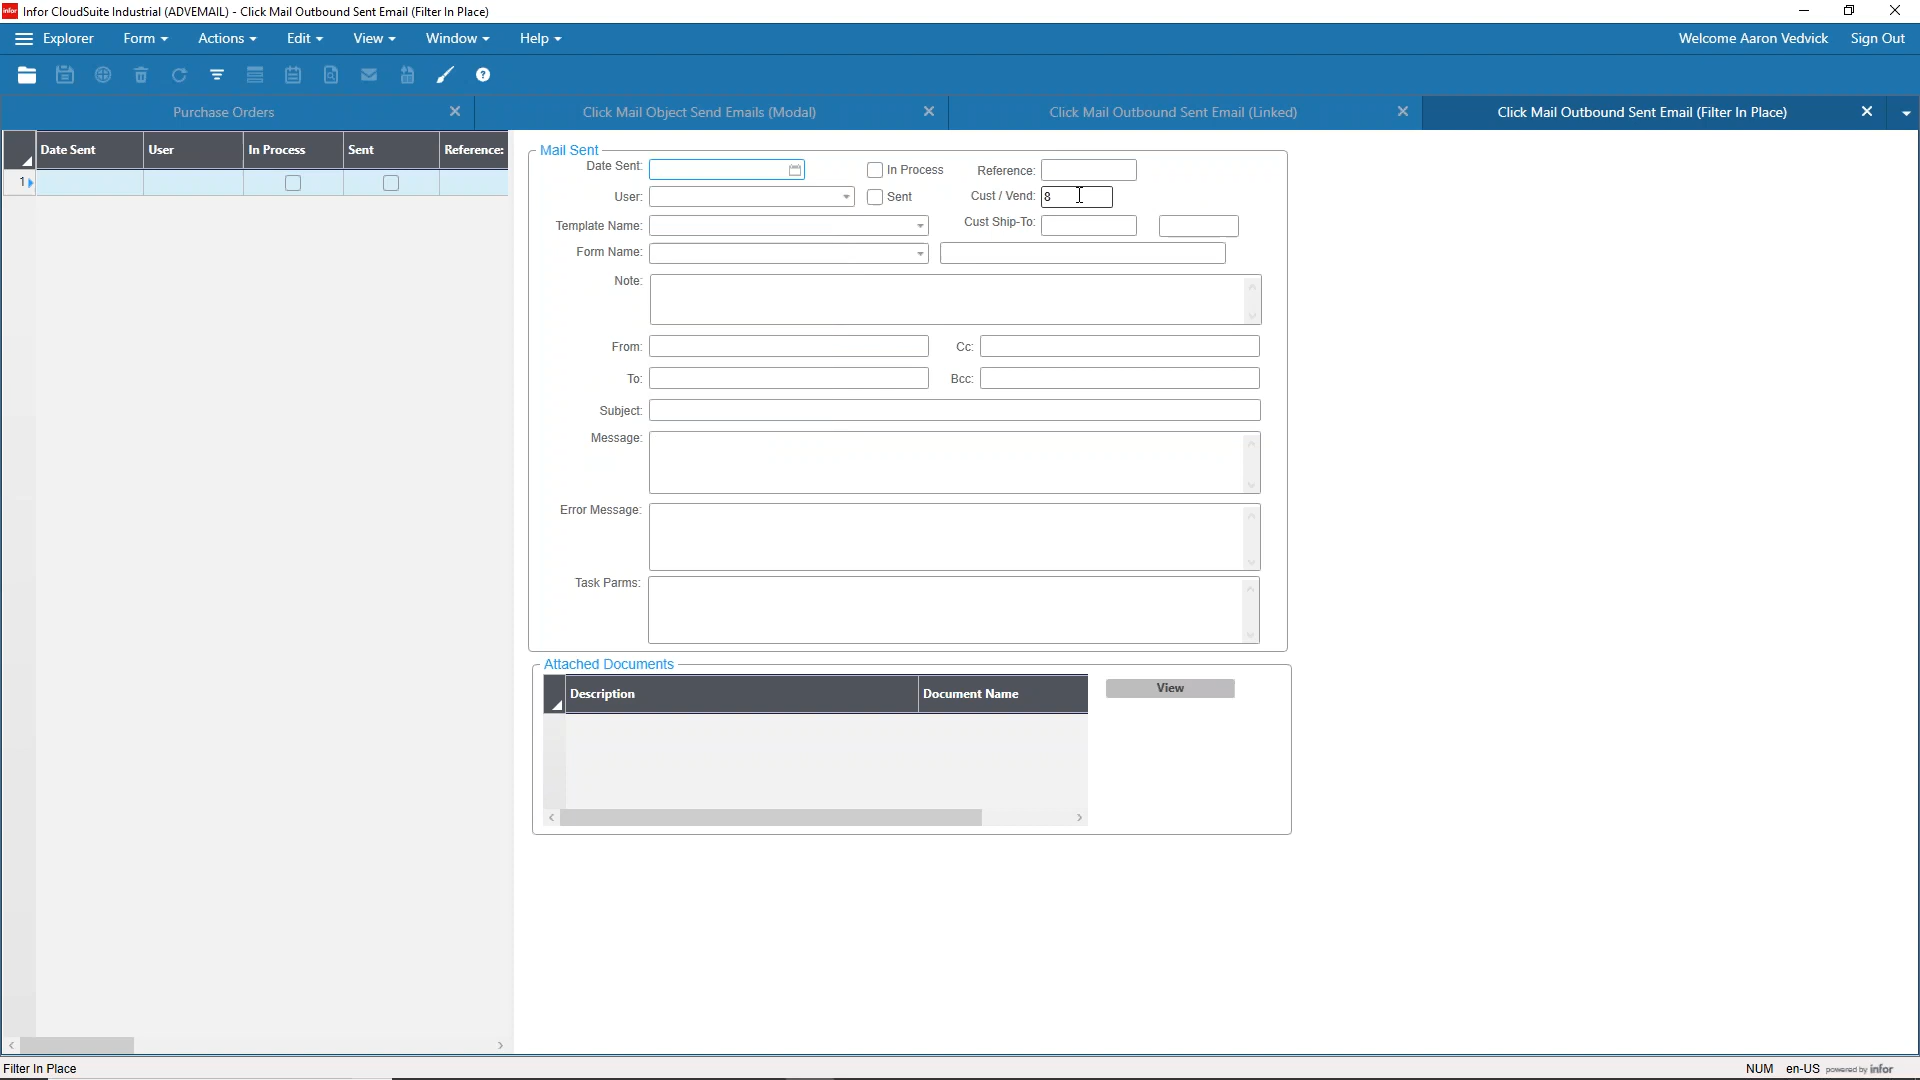 infor Infor CloudSuite Industrial (ADVEMAIL) - Click Mail Outbound Sent Email (Filter In Place)
Explorer Form Actions Edit View Window Help Welcome Aaron Vedvick Sign Out
Purchase Orders Click Mail Object Send Emails (Modal) Click Mail Outbound Sent Email (Linked) Click Mail Outbound Sent Email (Filter In Place)
Date Sent User In Process Sent Reference:
1
Mail Sent
Date Sent: In Process Reference:
User: Sent Cust / Vend: 8
Template Name: Cust Ship-To:
Form Name:
Note:
From: Cc:
To: Bcc:
Subject:
Message:
Error Message:
Task Parms:
Attached Documents
Description Document Name View
Filter In Place NUM en-US powered by infor